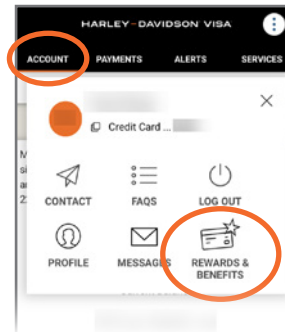 HARLEY-DAVIDSON VISA
ACCOUNT PAYMENTS ALERTS SERVICES
Credit Card ...
CONTACT FAQS LOG OUT
PROFILE MESSAGES REWARDS &
BENEFITS